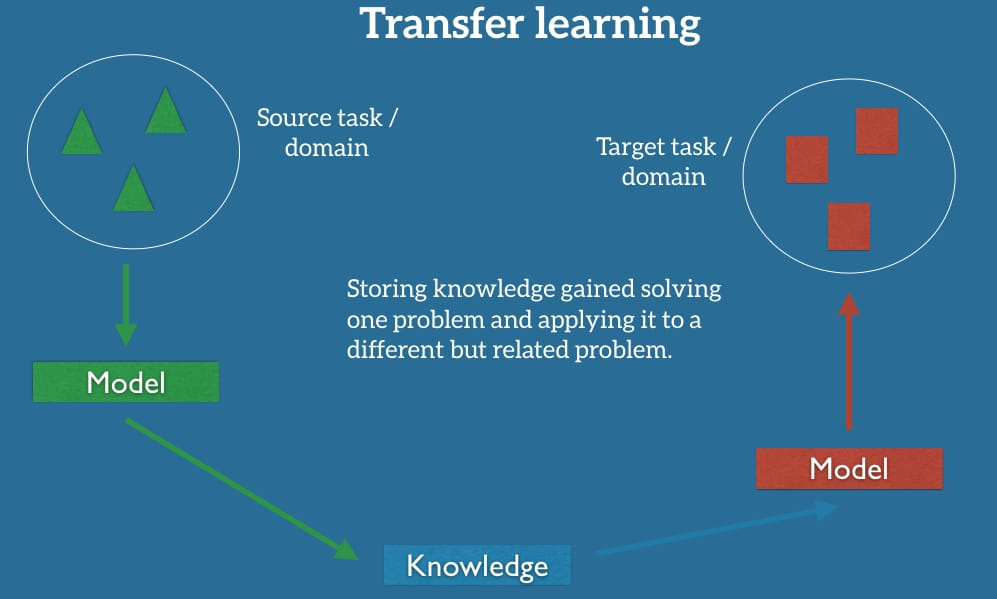 Transfer learning
Source task /
domain
Target task /
domain
Storing knowledge gained solving
one problem and applying it to a
different but related problem.
Model
Model
Knowledge